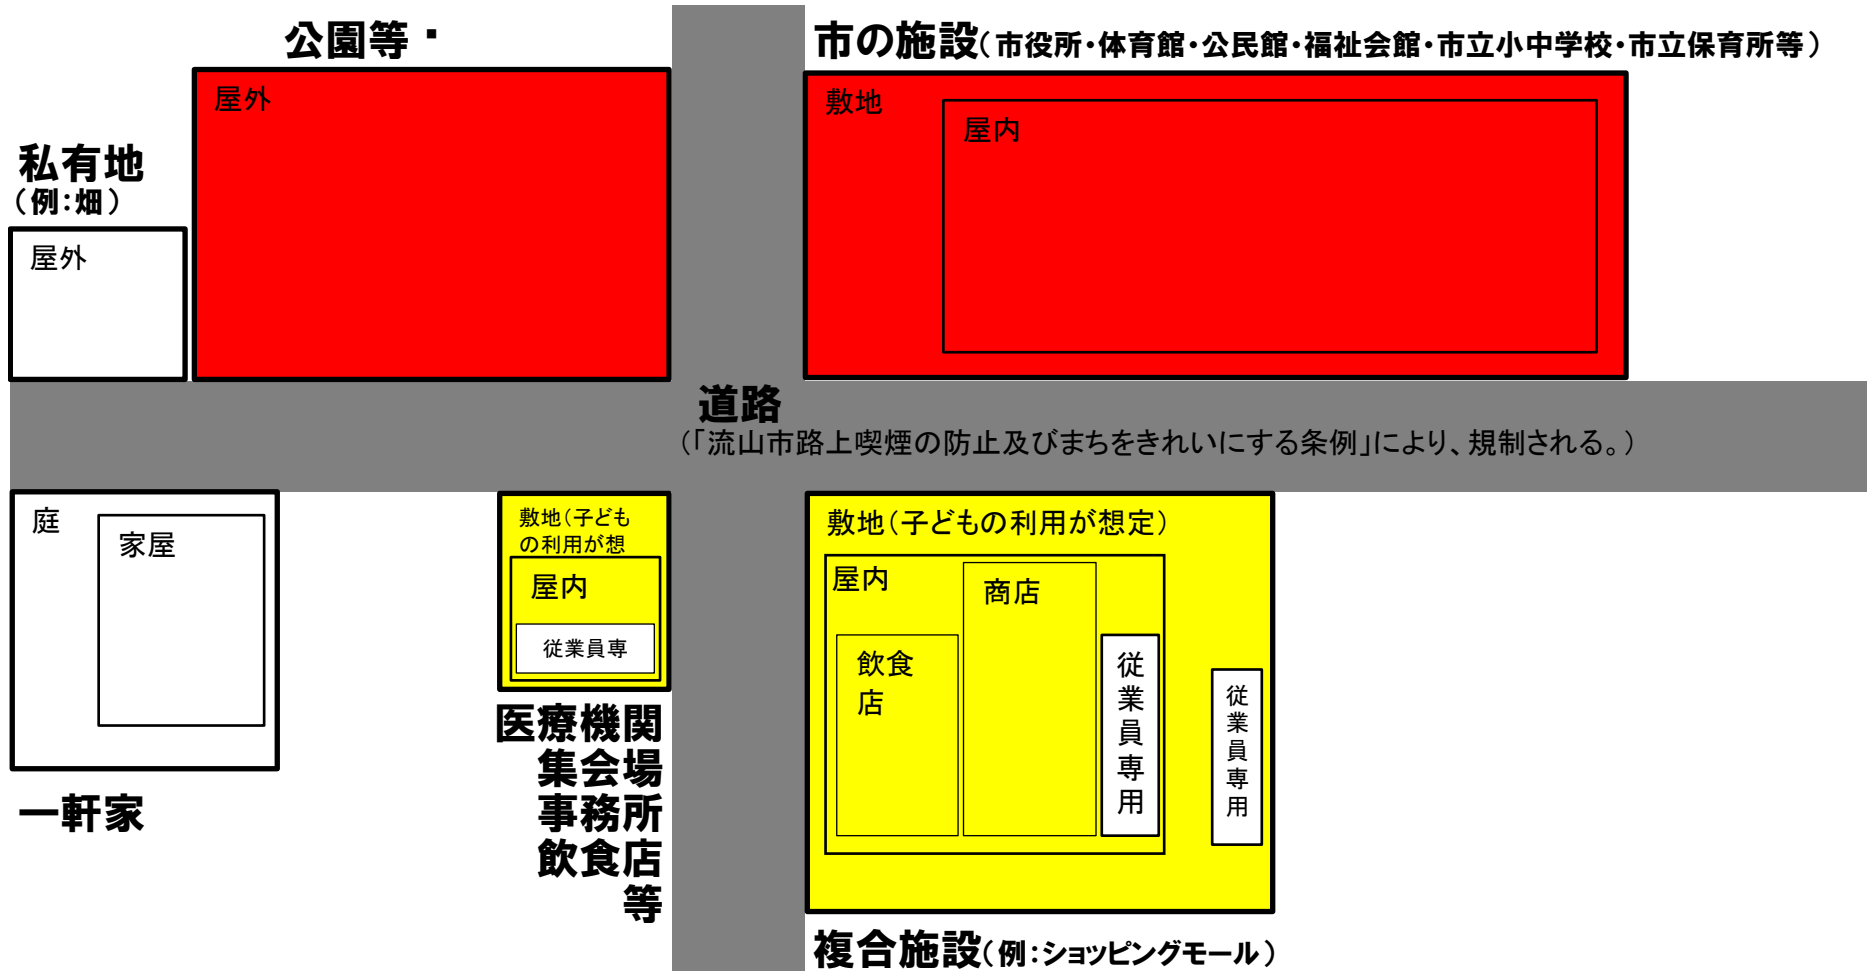 公園等 ▪
市の施設(市役所・体育館・公民館・福祉会館・市立小中学校・市立保育所等)
屋外
敷地
屋内
私有地
(例:畑)
屋外
道路
(「流山市路上喫煙の防止及びまちをきれいにする条例」により、規制される。)
庭
家屋
一軒家
敷地(子ども
の利用が想
屋内
従業員専
医療機関
集会場
事務所
飲食店
等
敷地(子どもの利用が想定)
屋内
商店
飲食
店
従業員専用
従業員専用
複合施設(例:ショッピングモール)